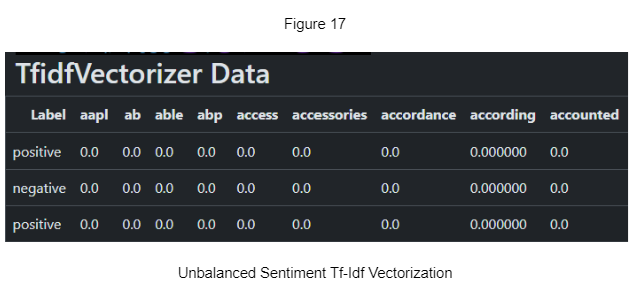 Figure 17
TfidfVectorizer Data
Label aapl ab able abp access accessories accordance according accounted
positive 0.0 0.0 0.0 0.0 0.0 0.0 0.0 0.000000 0.0
negative 0.0 0.0 0.0 0.0 0.0 0.0 0.0 0.000000 0.0
positive 0.0 0.0 0.0 0.0 0.0 0.0 0.0 0.000000 0.0
Unbalanced Sentiment Tf-Idf Vectorization